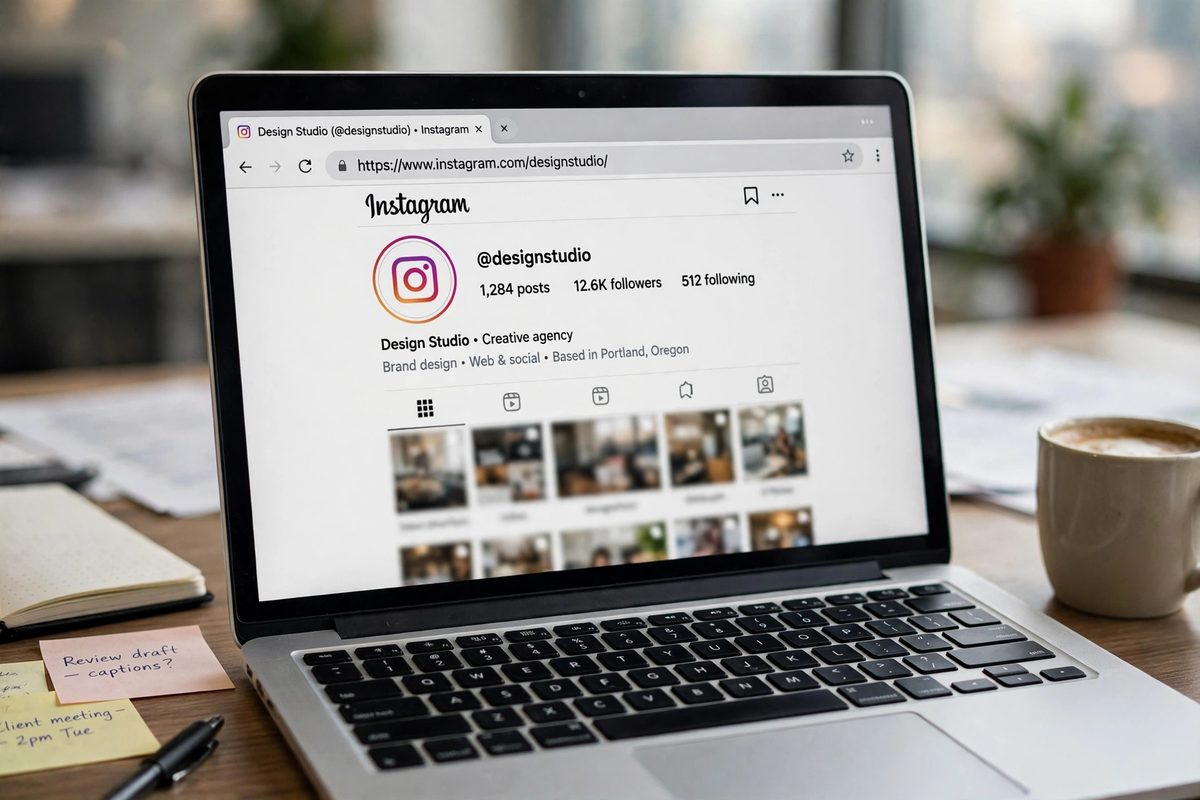 Design Studio (@designstudio) • Instagram
https://www.instagram.com/designstudio/
Instagram
@designstudio
1,284 posts 12.6K followers 512 following
Design Studio • Creative agency
Brand design • Web & social • Based in Portland, Oregon
Review draft
– captions?
Client meeting –
– 2pm Tue
Q W E R T Y U I O P
A S D F G H J K L
Z X C V B N M